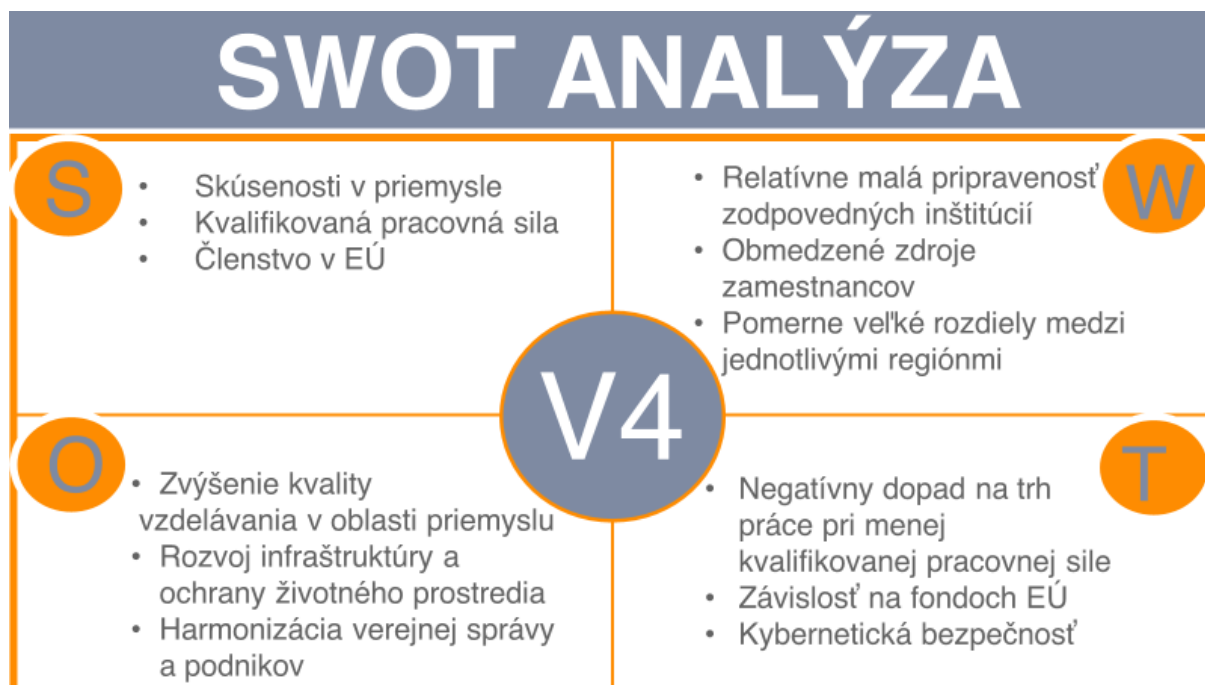 SWOT ANALÝZA
S
• Skúsenosti v priemysle
• Kvalifikovaná pracovná sila
• Členstvo v EÚ
W
• Relatívne malá pripravenosť
zodpovedných inštitúcií
• Obmedzené zdroje
zamestnancov
• Pomerne veľké rozdiely medzi
jednotlivými regiónmi
V4
O
• Zvýšenie kvality
vzdelávania v oblasti priemyslu
• Rozvoj infraštruktúry a
ochrany životného prostredia
• Harmonizácia verejnej správy
a podnikov
T
• Negatívny dopad na trh
práce pri menej
kvalifikovanej pracovnej sile
• Závislosť na fondoch EÚ
• Kybernetická bezpečnosť